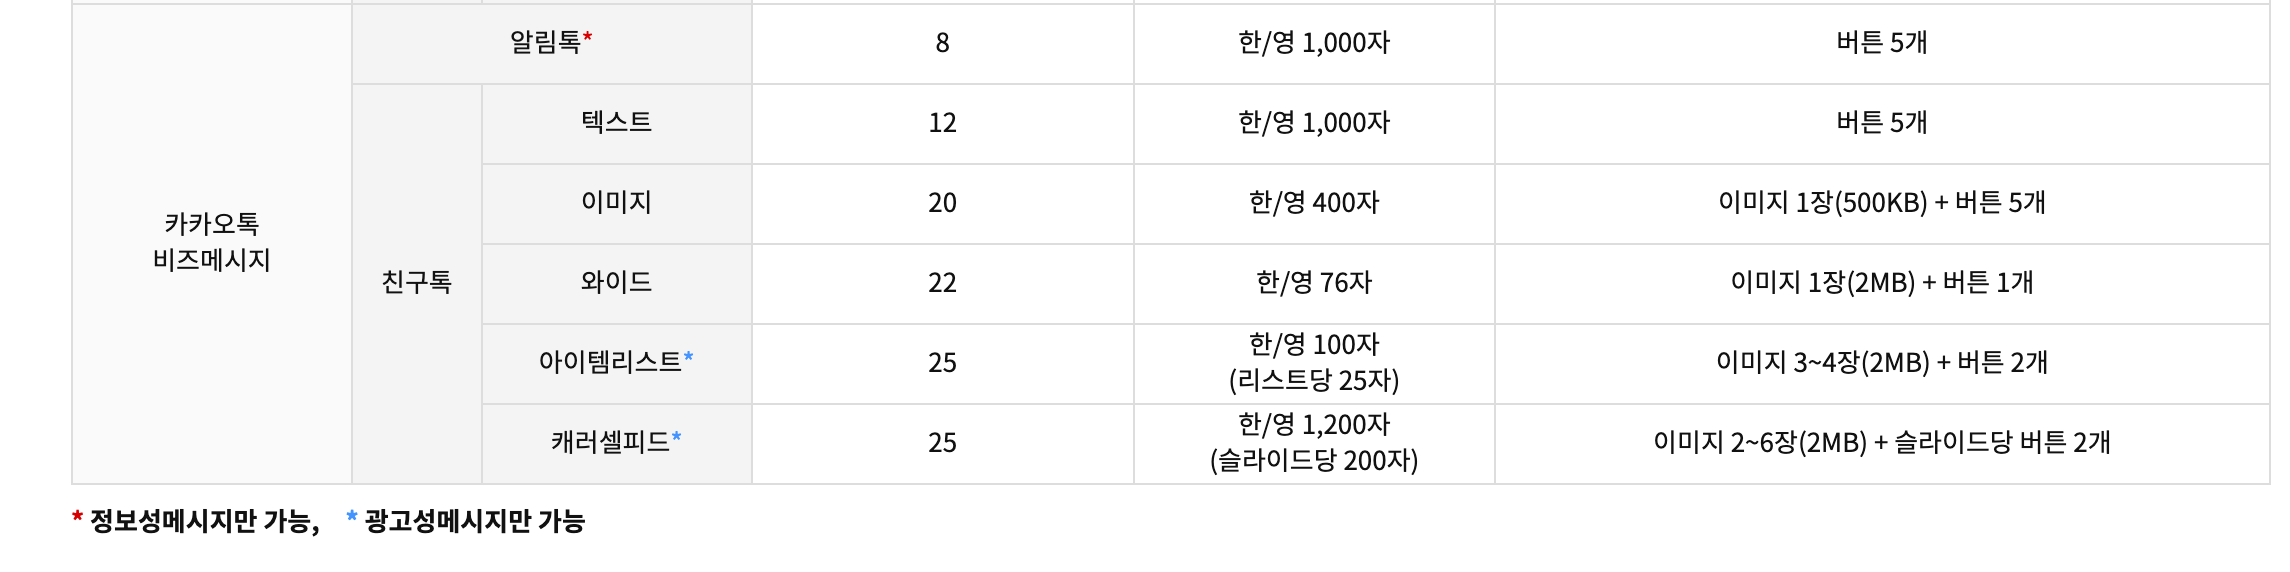 알림톡* 8 한/영 1,000자 버튼 5개
카카오톡
비즈메시지
친구톡
텍스트 12 한/영 1,000자 버튼 5개
이미지 20 한/영 400자 이미지 1장(500KB) + 버튼 5개
와이드 22 한/영 76자 이미지 1장(2MB) + 버튼 1개
아이템리스트* 25 한/영 100자
(리스트당 25자) 이미지 3~4장(2MB) + 버튼 2개
캐러셀피드* 25 한/영 1,200자
(슬라이드당 200자) 이미지 2~6장(2MB) + 슬라이드당 버튼 2개
* 정보성메시지만 가능, * 광고성메시지만 가능